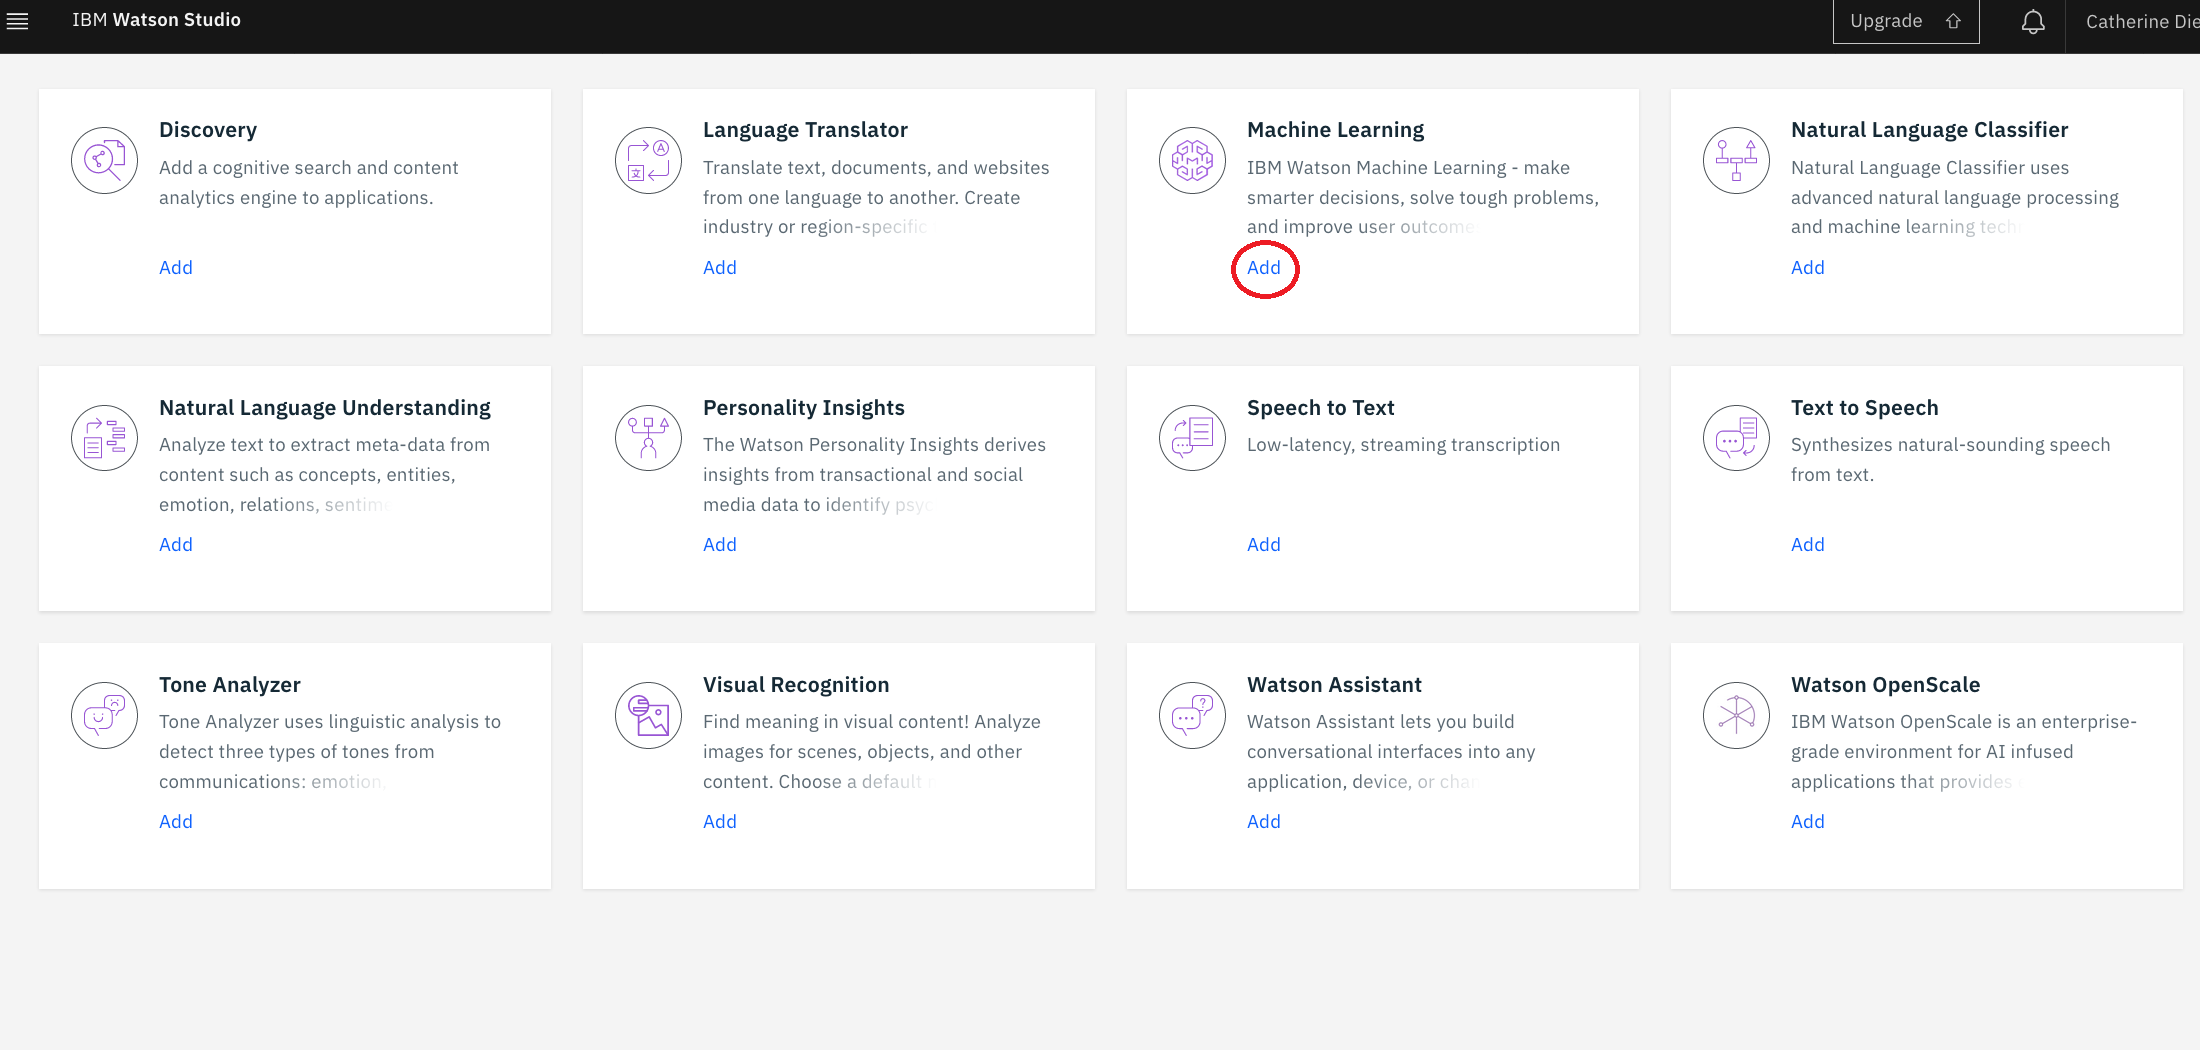 IBM Watson Studio
Upgrade
Catherine Die
Discovery
Add a cognitive search and content
analytics engine to applications.
Add
Language Translator
Translate text, documents, and websites
from one language to another. Create
industry or region-specific
Add
Machine Learning
IBM Watson Machine Learning - make
smarter decisions, solve tough problems,
and improve user outcome
Add
Natural Language Classifier
Natural Language Classifier uses
advanced natural language processing
and machine learning tech
Add
Natural Language Understanding
Analyze text to extract meta-data from
content such as concepts, entities,
emotion, relations, sentime
Add
Personality Insights
The Watson Personality Insights derives
insights from transactional and social
media data to identify psyc
Add
Speech to Text
Low-latency, streaming transcription
Add
Text to Speech
Synthesizes natural-sounding speech
from text.
Add
Tone Analyzer
Tone Analyzer uses linguistic analysis to
detect three types of tones from
communications: emotion,
Add
Visual Recognition
Find meaning in visual content! Analyze
images for scenes, objects, and other
content. Choose a default
Add
Watson Assistant
Watson Assistant lets you build
conversational interfaces into any
application, device, or chan
Add
Watson OpenScale
IBM Watson OpenScale is an enterprise-
grade environment for AI infused
applications that provides
Add